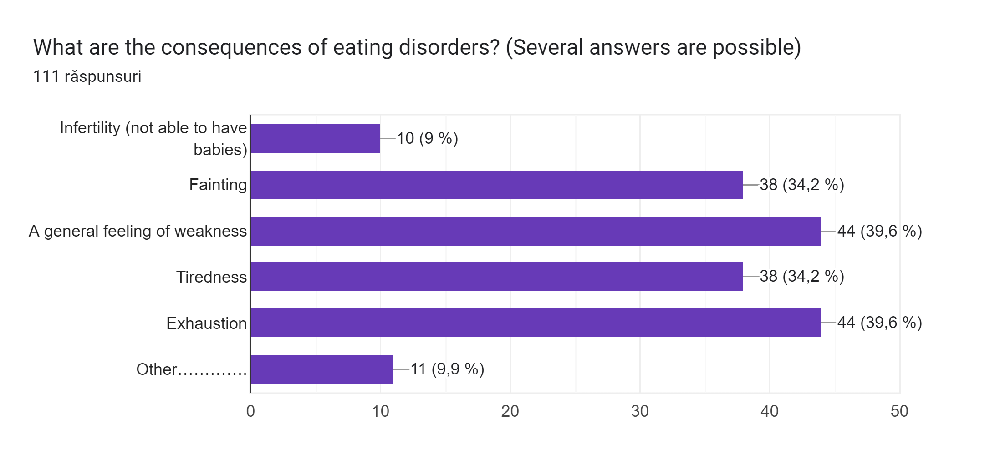 What are the consequences of eating disorders? (Several answers are possible)
111 răspunsuri
Infertility (not able to have
babies)
10 (9 %)
Fainting
38 (34,2 %)
A general feeling of weakness
44 (39,6 %)
Tiredness
38 (34,2 %)
Exhaustion
44 (39,6 %)
Other.............
11 (9,9 %)
0 10 20 30 40 50